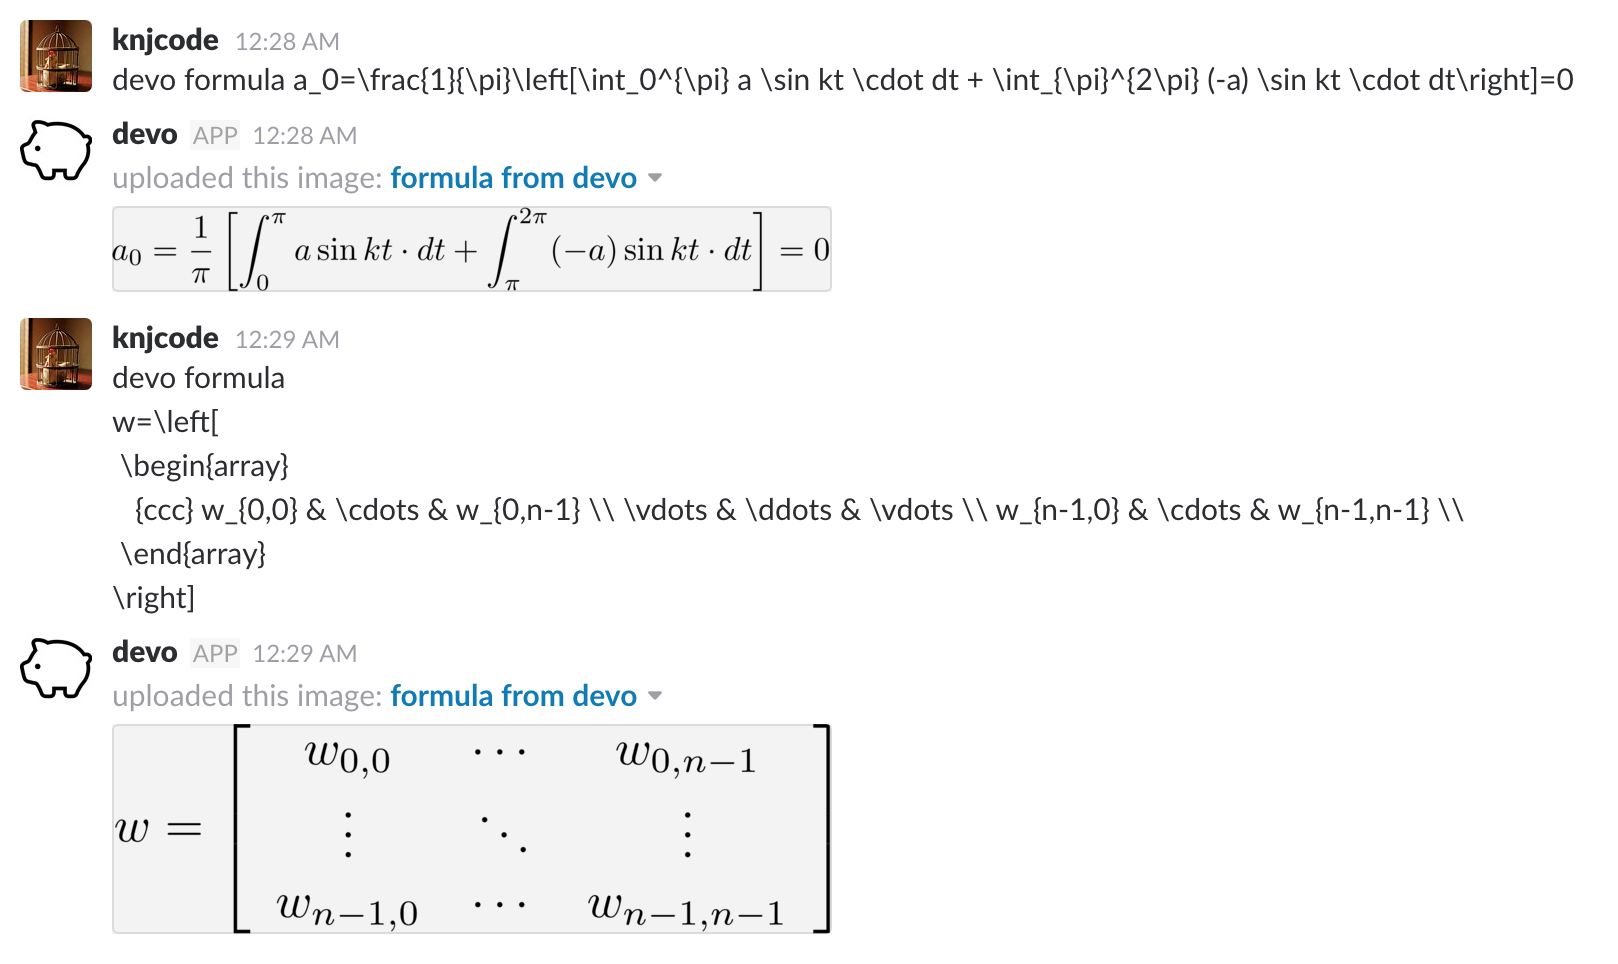 knjcode 12:28 AM
devo formula a_0=\frac{1}{\pi}\left[\int_0^{\pi} a \sin kt \cdot dt + \int_{\pi}^{2\pi} (-a) \sin kt \cdot dt\right]=0
devo APP 12:28 AM
uploaded this image: formula from devo
a_0 = \frac{1}{\pi} \left[ \int_0^{\pi} a \sin kt \cdot dt + \int_{\pi}^{2\pi} (-a) \sin kt \cdot dt \right] = 0
knjcode 12:29 AM
devo formula
w=\left[
\begin{array}
{ccc} w_{0,0} & \cdots & w_{0,n-1} \\ \vdots & \ddots & \vdots \\ w_{n-1,0} & \cdots & w_{n-1,n-1} \\
\end{array}
\right]
devo APP 12:29 AM
uploaded this image: formula from devo
w = \left[ \begin{array}{ccc} w_{0,0} & \cdots & w_{0,n-1} \\ \vdots & \ddots & \vdots \\ w_{n-1,0} & \cdots & w_{n-1,n-1} \end{array} \right]